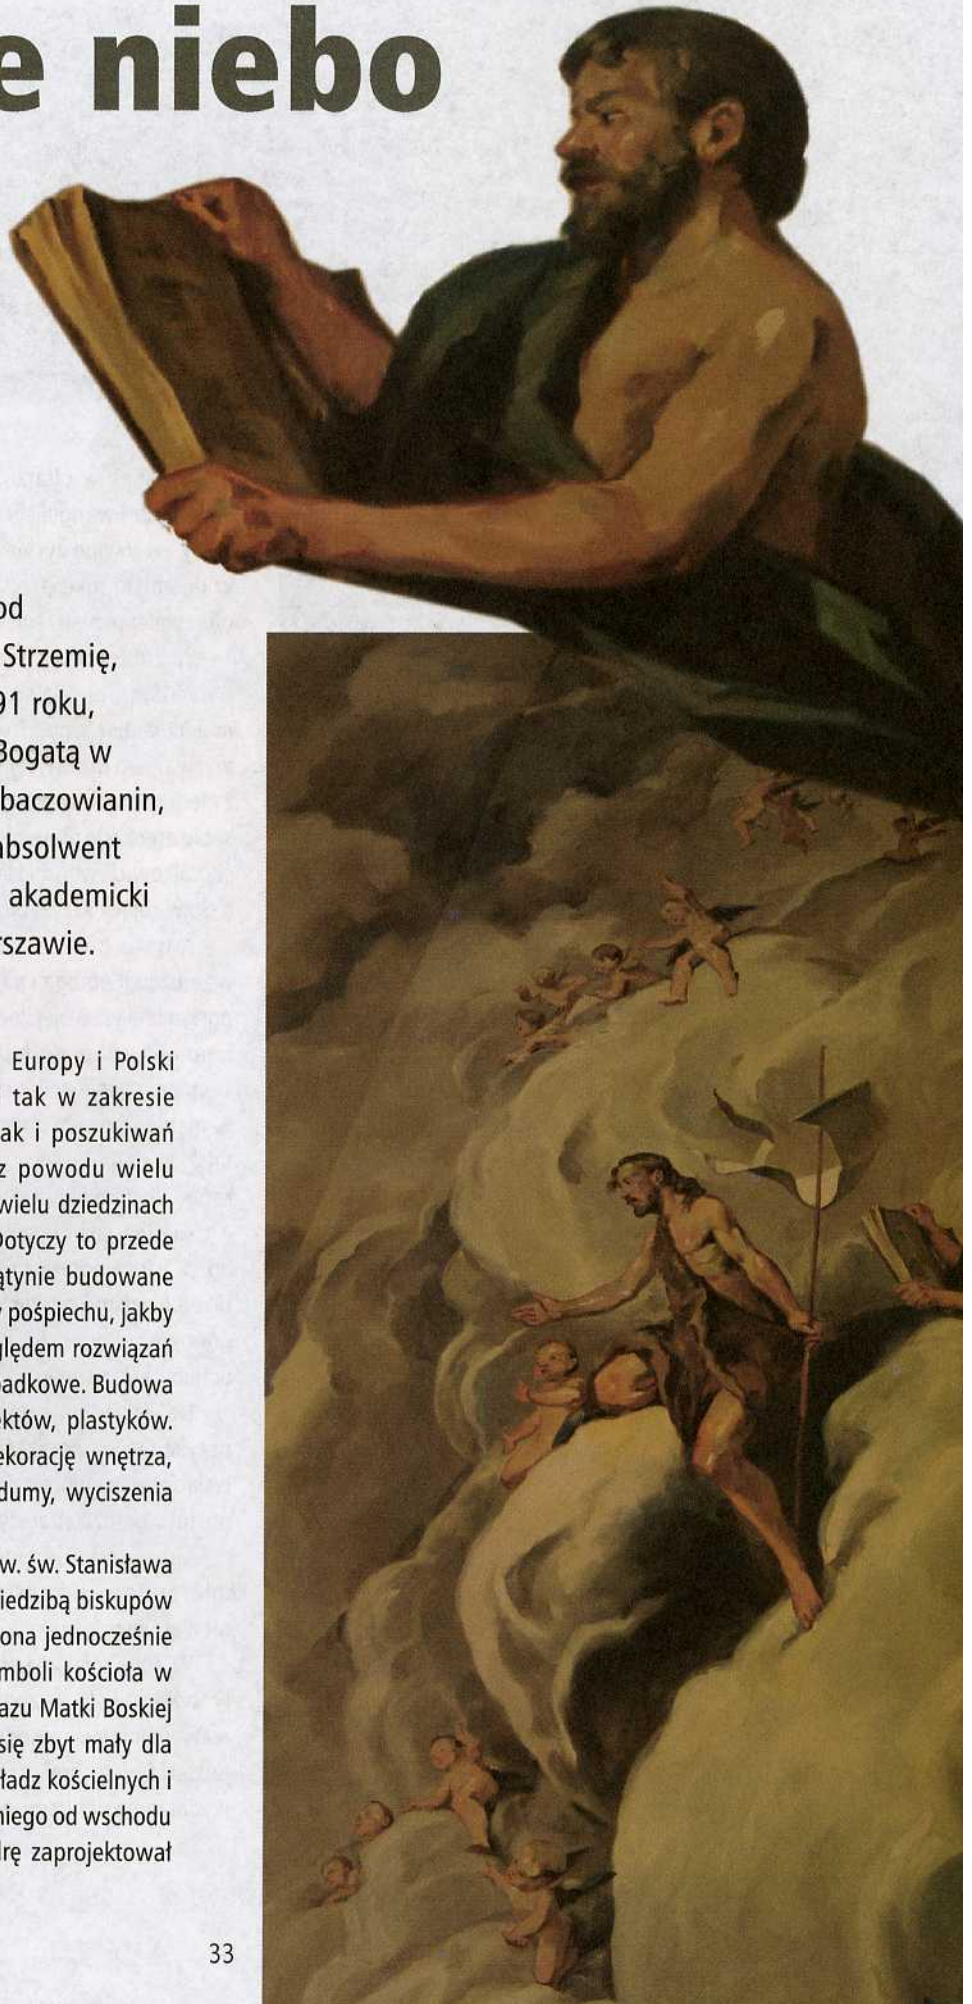 e niebo
od
Strzemię,
91 roku,
Bogatą w
baczowianin,
absolwent
akademicki
rszawie.
Europy i Polski
tak w zakresie
ak i poszukiwań
z powodu wielu
wielu dziedzinach
Dotyczy to przede
ątynie budowane
pośpiechu, jakby
ględem rozwiązań
adkowe. Budowa
ektów, plastyków.
ekorację wnętrza,
dumy, wyciszenia
w. św. Stanisława
iedzibą biskupów
ona jednocześnie
mboli kościoła w
azu Matki Boskiej
się zbyt mały dla
ładz kościelnych i
niego od wschodu
drę zaprojektował
33